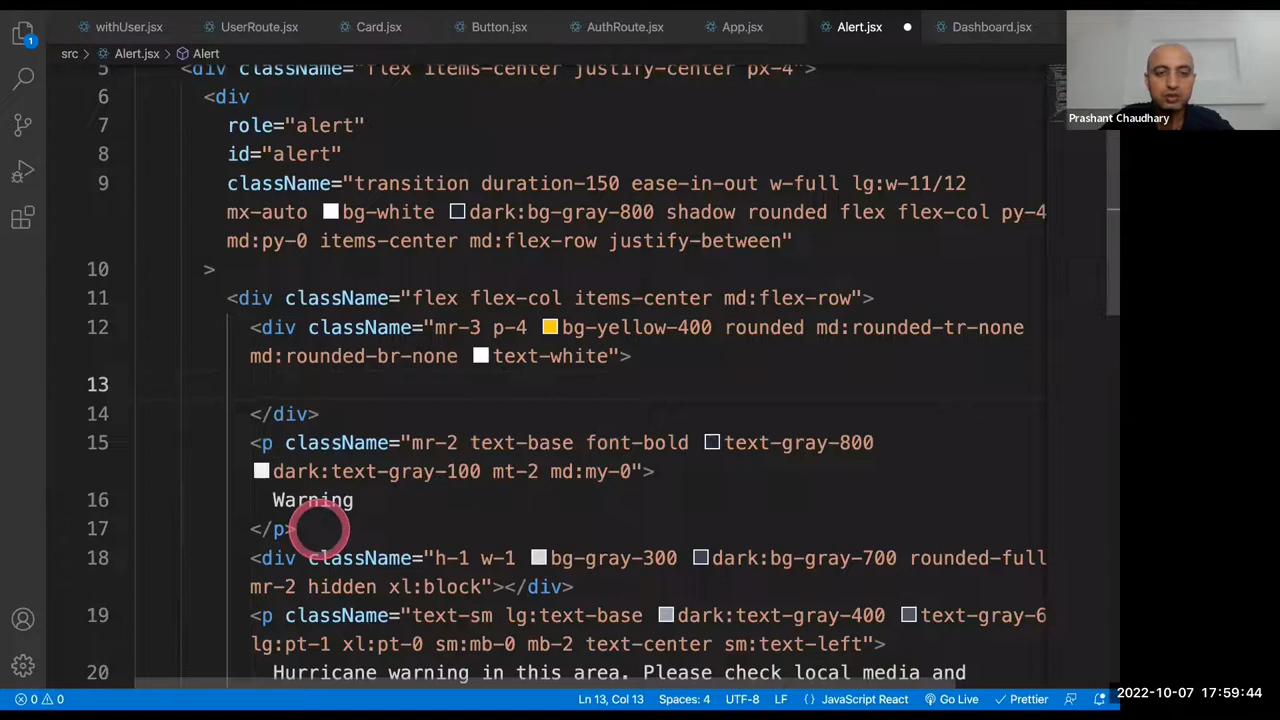 withUser.jsx UserRoute.jsx Card.jsx Button.jsx AuthRoute.jsx App.jsx Alert.jsx Dashboard.jsx
1
src Alert.jsx Alert
5 <div className="flex items-center justify-center px-4">
6 <div
7 role="alert"
8 id="alert"
9 className="transition duration-150 ease-in-out w-full lg:w-11/12
mx-auto bg-white dark:bg-gray-800 shadow rounded flex flex-col py-4
md:py-0 items-center md:flex-row justify-between"
10 >
11 <div className="flex flex-col items-center md:flex-row">
12 <div className="mr-3 p-4 bg-yellow-400 rounded md:rounded-tr-none
md:rounded-br-none text-white">
13
14 </div>
15 <p className="mr-2 text-base font-bold text-gray-800
dark:text-gray-100 mt-2 md:my-0">
16 Warning
17 </p>
18 <div className="h-1 w-1 bg-gray-300 dark:bg-gray-700 rounded-full
mr-2 hidden xl:block"></div>
19 <p className="text-sm lg:text-base dark:text-gray-400 text-gray-6
lg:pt-1 xl:pt-0 sm:mb-0 mb-2 text-center sm:text-left">
20 Hurricane warning in this area. Please check local media and
Prashant Chaudhary
0 0 Ln 13, Col 13 Spaces: 4 UTF-8 LF { } JavaScript React Go Live Prettier
2022-10-07 17:59:44